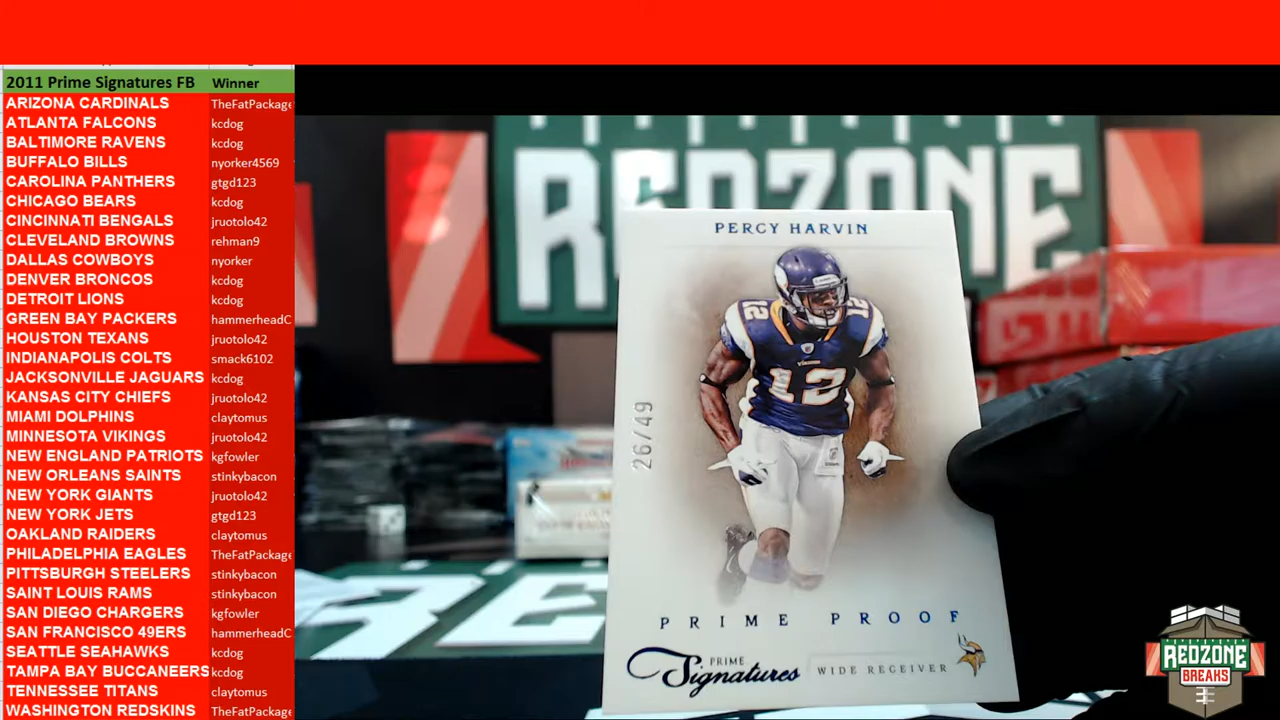 2011 Prime Signatures FB Winner
ARIZONA CARDINALS TheFatPackage
ATLANTA FALCONS kcdog
BALTIMORE RAVENS kcdog
BUFFALO BILLS nyorker4569
CAROLINA PANTHERS gtgd123
CHICAGO BEARS kcdog
CINCINNATI BENGALS jruotolo42
CLEVELAND BROWNS rehman9
DALLAS COWBOYS nyorker
DENVER BRONCOS kcdog
DETROIT LIONS kcdog
GREEN BAY PACKERS hammerheadC
HOUSTON TEXANS jruotolo42
INDIANAPOLIS COLTS smack6102
JACKSONVILLE JAGUARS kcdog
KANSAS CITY CHIEFS jruotolo42
MIAMI DOLPHINS claytomus
MINNESOTA VIKINGS jruotolo42
NEW ENGLAND PATRIOTS kgfowler
NEW ORLEANS SAINTS stinkybacon
NEW YORK GIANTS jruotolo42
NEW YORK JETS gtgd123
OAKLAND RAIDERS claytomus
PHILADELPHIA EAGLES TheFatPackage
PITTSBURGH STEELERS stinkybacon
SAINT LOUIS RAMS stinkybacon
SAN DIEGO CHARGERS kgfowler
SAN FRANCISCO 49ERS hammerheadC
SEATTLE SEAHAWKS kcdog
TAMPA BAY BUCCANEERS kcdog
TENNESSEE TITANS claytomus
WASHINGTON REDSKINS TheFatPackage
REDZONE
PERCY HARVIN
12
12
12
26/49
PRIME PROOF
PRIME
Signatures
WIDE RECEIVER
RE
REDZONE
BREAKS